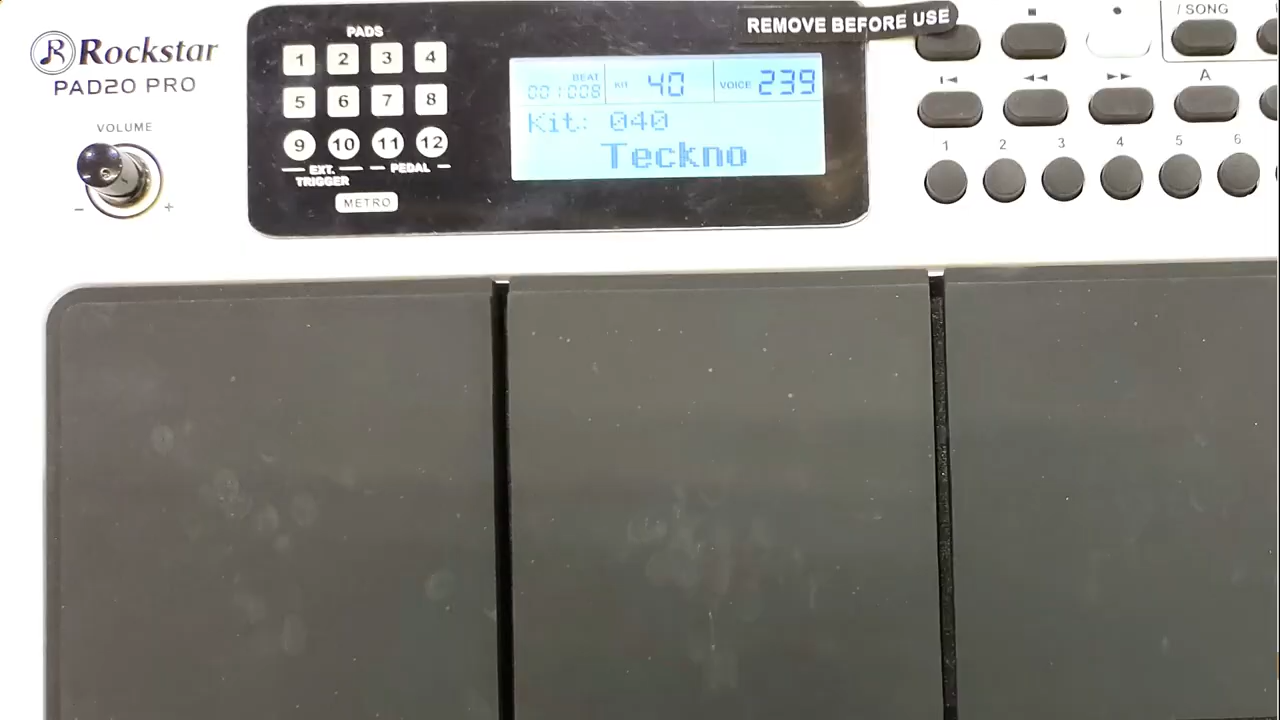 Rockstar
PAD20 PRO
VOLUME
- +
PADS
1 2 3 4
5 6 7 8
9 10 11 12
EXT. TRIGGER
PEDAL
METRO
REMOVE BEFORE USE
BEAT
001:008
KIT 40
VOICE 239
Kit: 040
Teckno
/ SONG
A
1 2 3 4 5 6